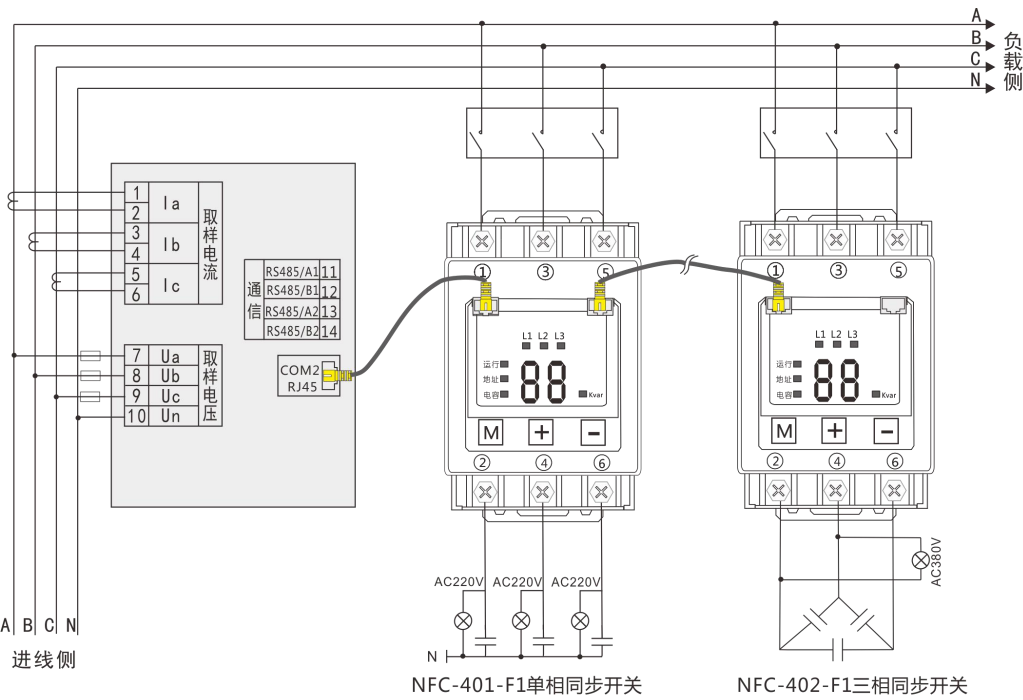 A
B
C
N
负载侧
1 Ia
2
3 Ib
4
5 Ic
6
取样电流
7 Ua
8 Ub
9 Uc
10 Un
取样电压
通信
RS485/A1 11
RS485/B1 12
RS485/A2 13
RS485/B2 14
COM2
RJ45
① ③ ⑤
L1 L2 L3
运行
地址
电容
88
Kvar
M + −
② ④ ⑥
① ③ ⑤
L1 L2 L3
运行
地址
电容
88
Kvar
M + −
② ④ ⑥
AC220V AC220V AC220V
N
AC380V
A B C N
进线侧
NFC-401-F1单相同步开关
NFC-402-F1三相同步开关